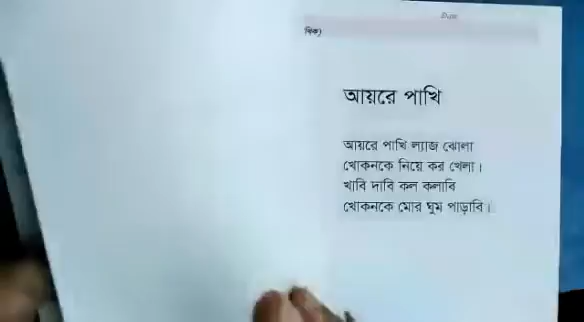 আয়রে পাখি
আয়রে পাখি ল্যাজ ঝোলা
খোকনকে নিয়ে কর খেলা।
খাবি দাবি কল কলাবি
খোকনকে মোর ঘুম পাড়াবি।